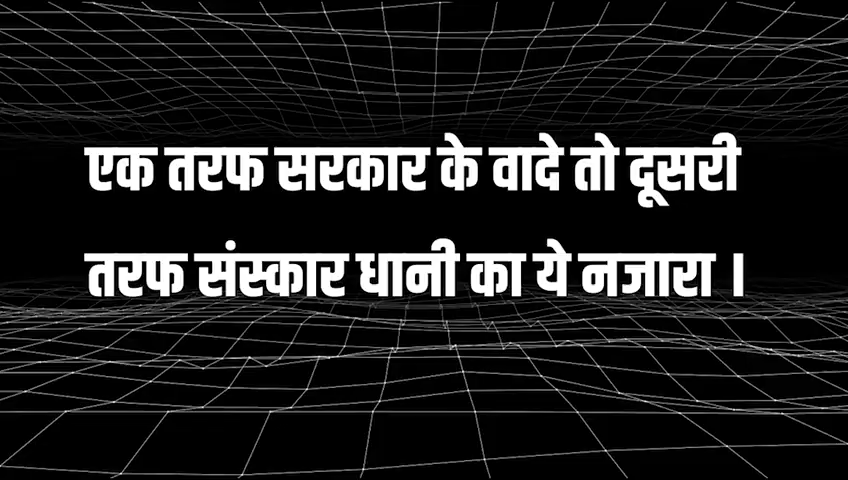 एक तरफ सरकार के वादे तो दूसरी
तरफ संस्कार धानी का ये नजारा ।